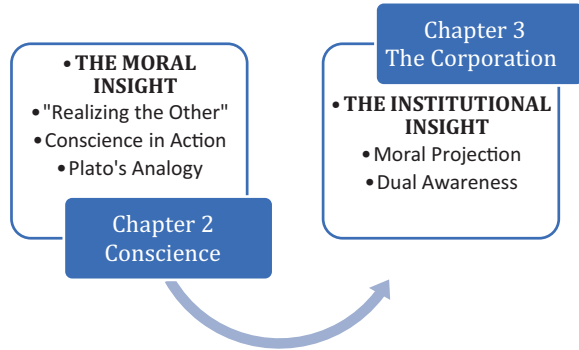 • THE MORAL
INSIGHT
• "Realizing the Other"
• Conscience in Action
• Plato's Analogy
Chapter 2
Conscience
Chapter 3
The Corporation
• THE INSTITUTIONAL
INSIGHT
• Moral Projection
• Dual Awareness